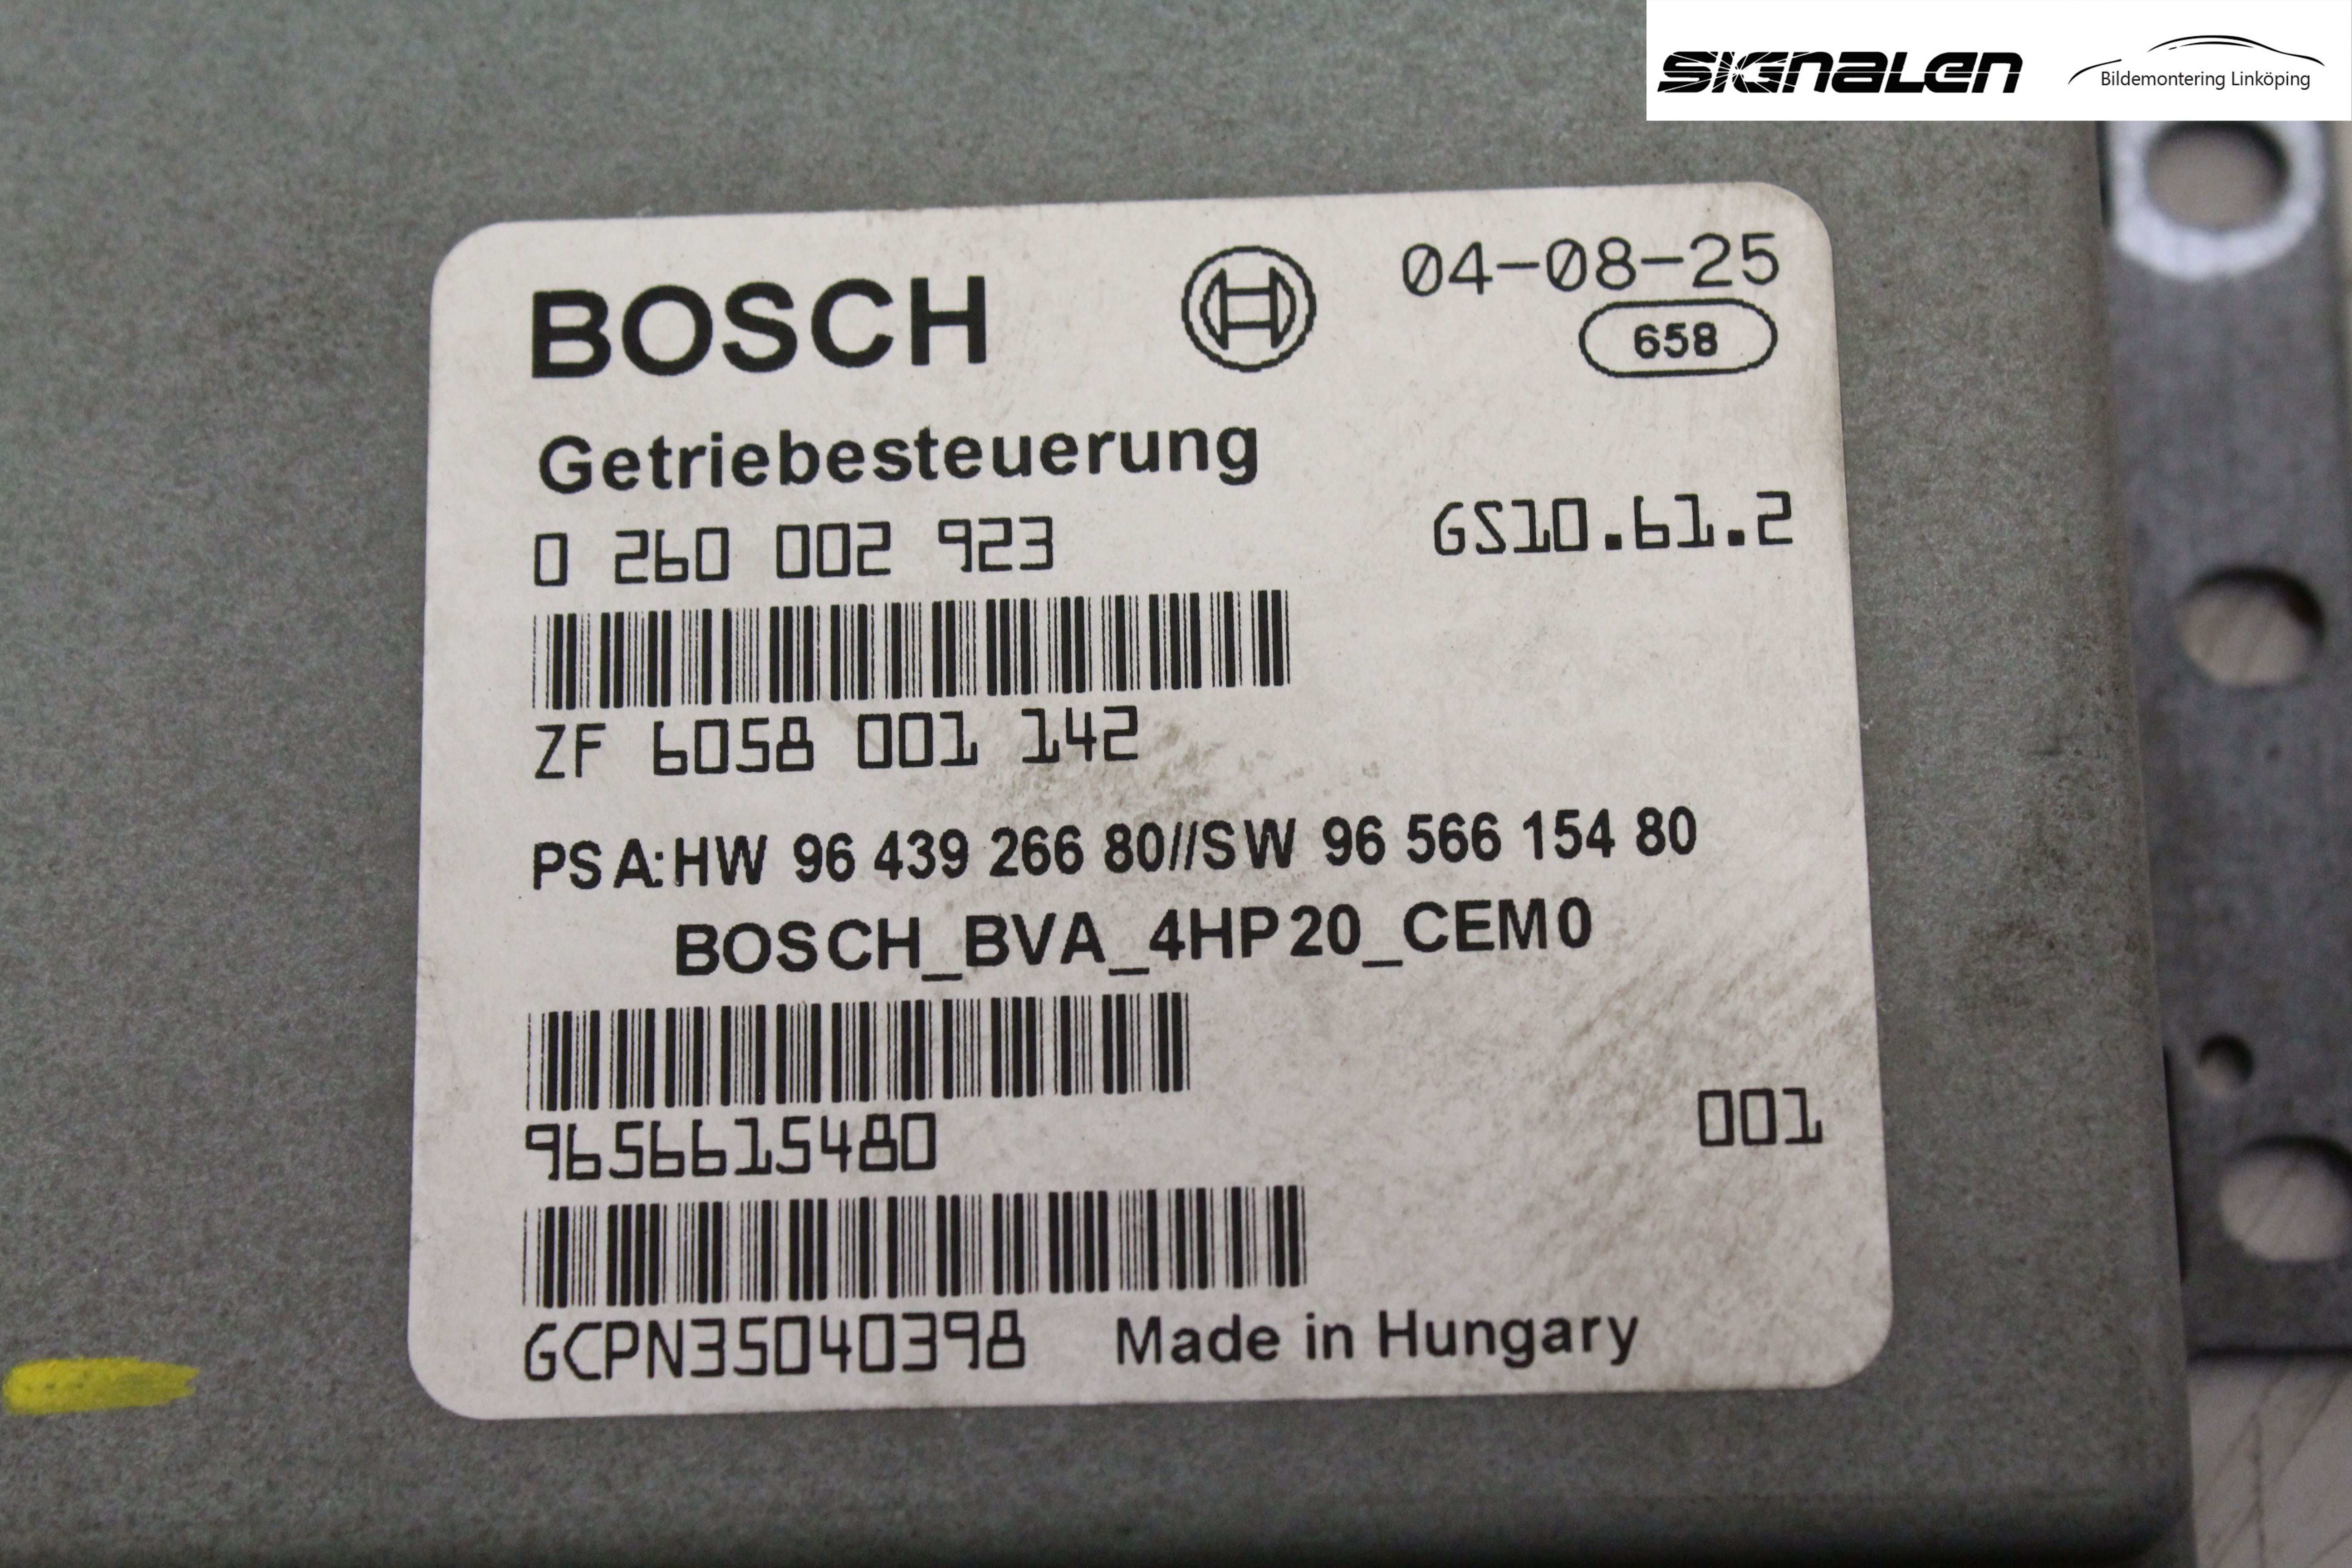 SIGNALEN
Bildemontering Linköping
BOSCH
04-08-25
658
Getriebesteuerung
0 260 002 923
GS10.61.2
ZF 6058 001 142
PSA:HW 96 439 266 80//SW 96 566 154 80
BOSCH_BVA_4HP20_CEM0
9656615480
001
GCPN35040398 Made in Hungary